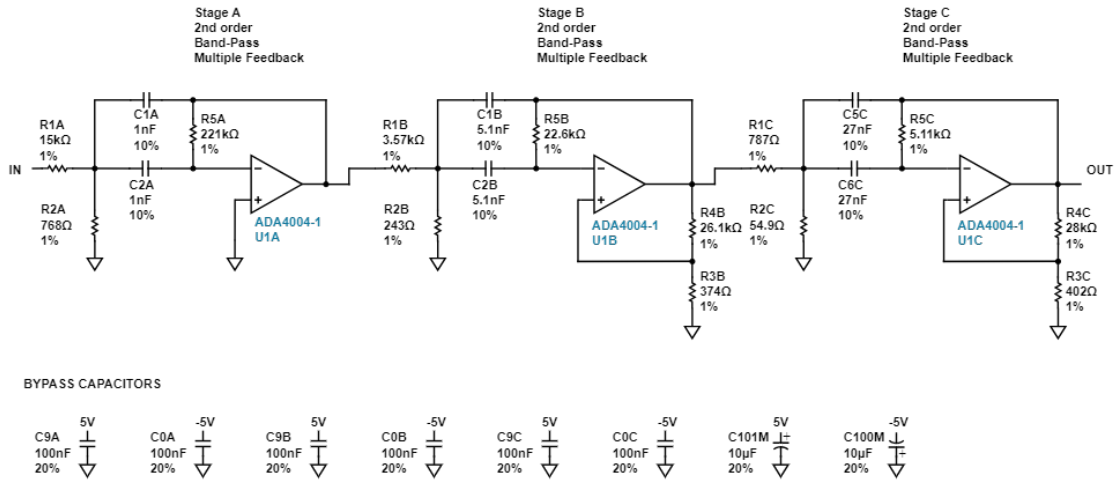 Stage A
2nd order
Band-Pass
Multiple Feedback
Stage B
2nd order
Band-Pass
Multiple Feedback
Stage C
2nd order
Band-Pass
Multiple Feedback
IN
R1A
15kΩ
1%
R2A
768Ω
1%
C1A
1nF
10%
C2A
1nF
10%
R5A
221kΩ
1%
−
+
ADA4004-1
U1A
R1B
3.57kΩ
1%
R2B
243Ω
1%
C1B
5.1nF
10%
C2B
5.1nF
10%
R5B
22.6kΩ
1%
−
+
ADA4004-1
U1B
R4B
26.1kΩ
1%
R3B
374Ω
1%
R1C
787Ω
1%
R2C
54.9Ω
1%
C5C
27nF
10%
C6C
27nF
10%
R5C
5.11kΩ
1%
−
+
ADA4004-1
U1C
OUT
R4C
28kΩ
1%
R3C
402Ω
1%
BYPASS CAPACITORS
5V
C9A
100nF
20%
-5V
C0A
100nF
20%
5V
C9B
100nF
20%
-5V
C0B
100nF
20%
5V
C9C
100nF
20%
-5V
C0C
100nF
20%
5V
C101M
+
10µF
20%
-5V
C100M
10µF
+
20%